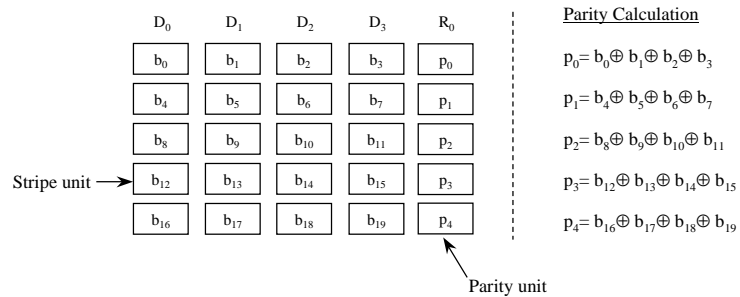 D₀ D₁ D₂ D₃ R₀ Parity Calculation
b₀ b₁ b₂ b₃ p₀ p₀= b₀⊕ b₁⊕ b₂⊕ b₃
b₄ b₅ b₆ b₇ p₁ p₁= b₄⊕ b₅⊕ b₆⊕ b₇
b₈ b₉ b₁₀ b₁₁ p₂ p₂= b₈⊕ b₉⊕ b₁₀⊕ b₁₁
Stripe unit b₁₂ b₁₃ b₁₄ b₁₅ p₃ p₃= b₁₂⊕ b₁₃⊕ b₁₄⊕ b₁₅
b₁₆ b₁₇ b₁₈ b₁₉ p₄ p₄= b₁₆⊕ b₁₇⊕ b₁₈⊕ b₁₉
Parity unit